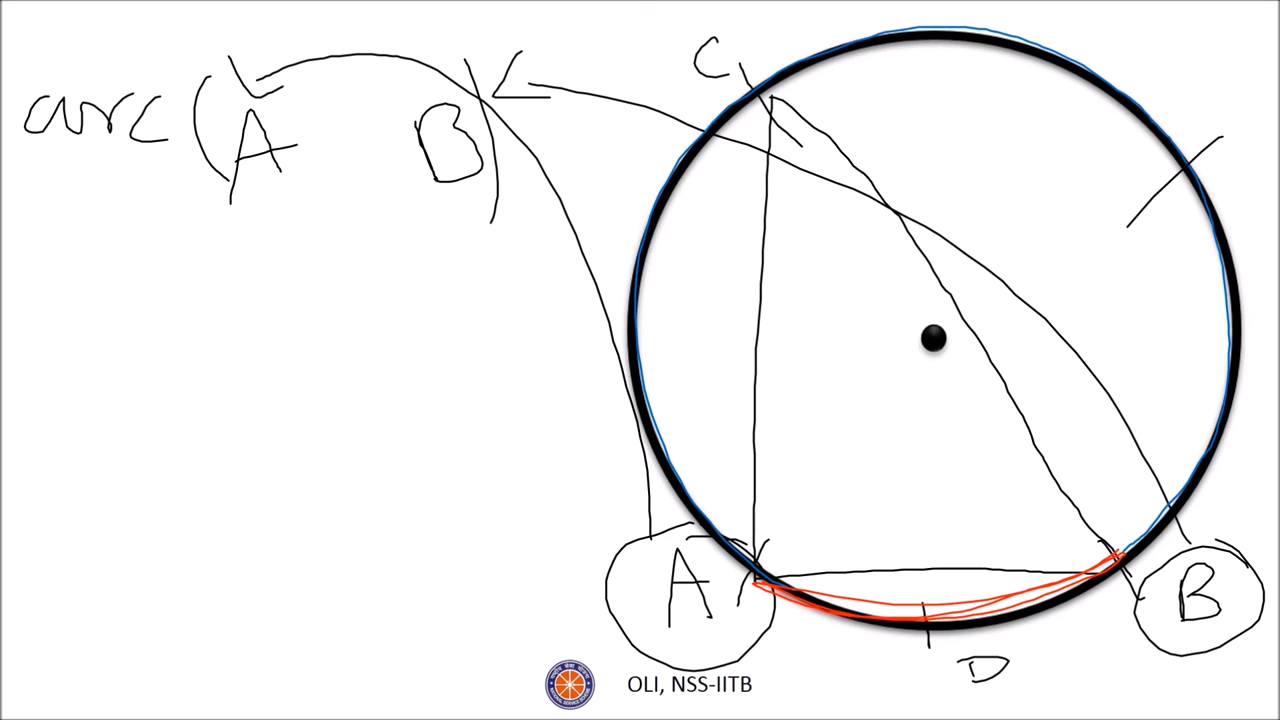 arc (A B)
C
A
B
D
OLI, NSS-IITB